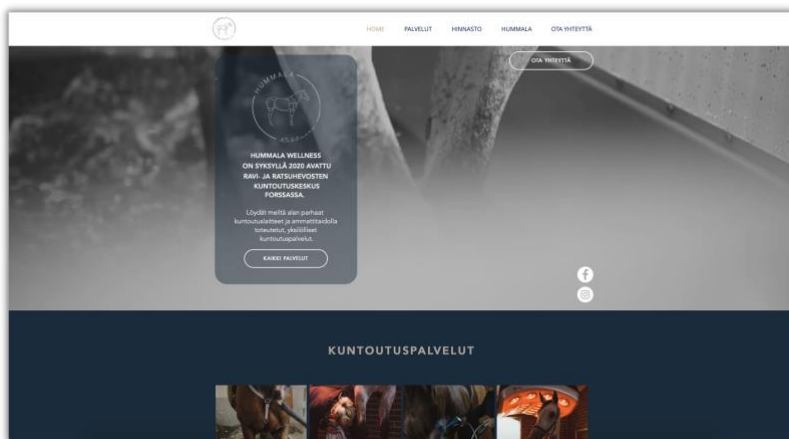 HOME PALVELUT HINNASTO HUMMALA OTA YHTEYTTÄ
OTA YHTEYTTÄ
HUMMALA
HUMMALA WELLNESS
ON SYKSYLLÄ 2020 AVATTU
RAVI- JA RATSUHEVOSTEN
KUNTOUTUSKESKUS
FORSSASSA.
Löydät meiltä alan parhaat
kuntoutuslaitteet ja ammattitaidolla
toteutetut, yksilölliset
kuntoutuspalvelut.
KAIKKI PALVELUT
KUNTOUTUSPALVELUT